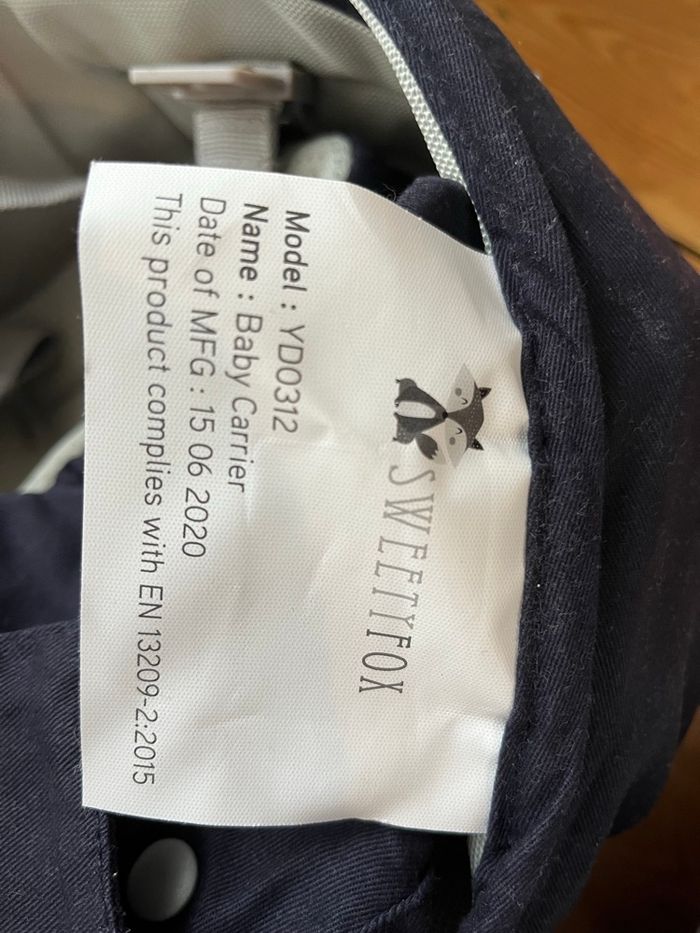 SWEETYFOX
Model : YD0312
Name : Baby Carrier
Date of MFG : 15 06 2020
This product complies with EN 13209-2:2015